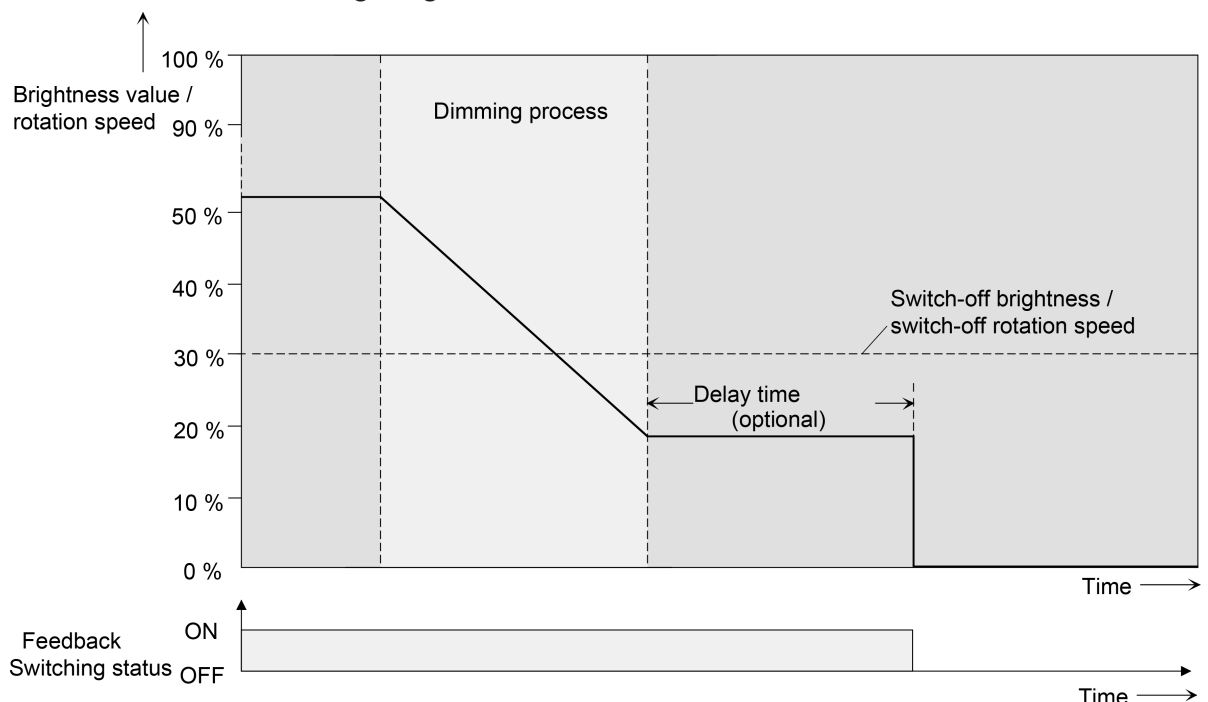 100 %
Brightness value /
rotation speed
90 %
Dimming process
50 %
40 %
Switch-off brightness /
switch-off rotation speed
30 %
Delay time
(optional)
20 %
10 %
0 %
Time
ON
Feedback
Switching status
OFF
Time